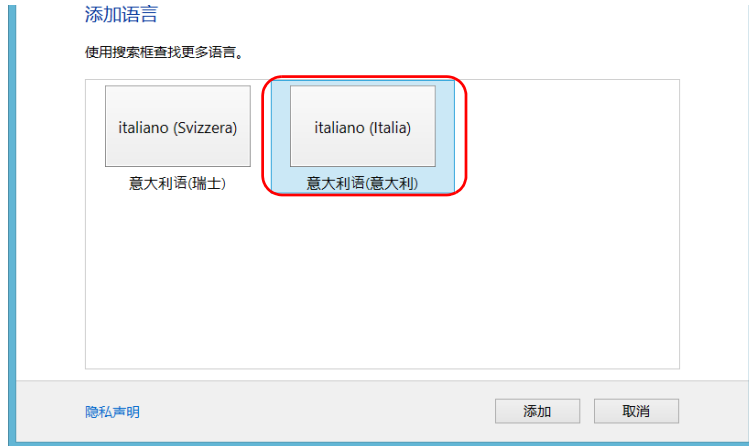 添加语言
使用搜索框查找更多语言。
italiano (Svizzera)
italiano (Italia)
意大利语(瑞士)
意大利语(意大利)
隐私声明
添加
取消